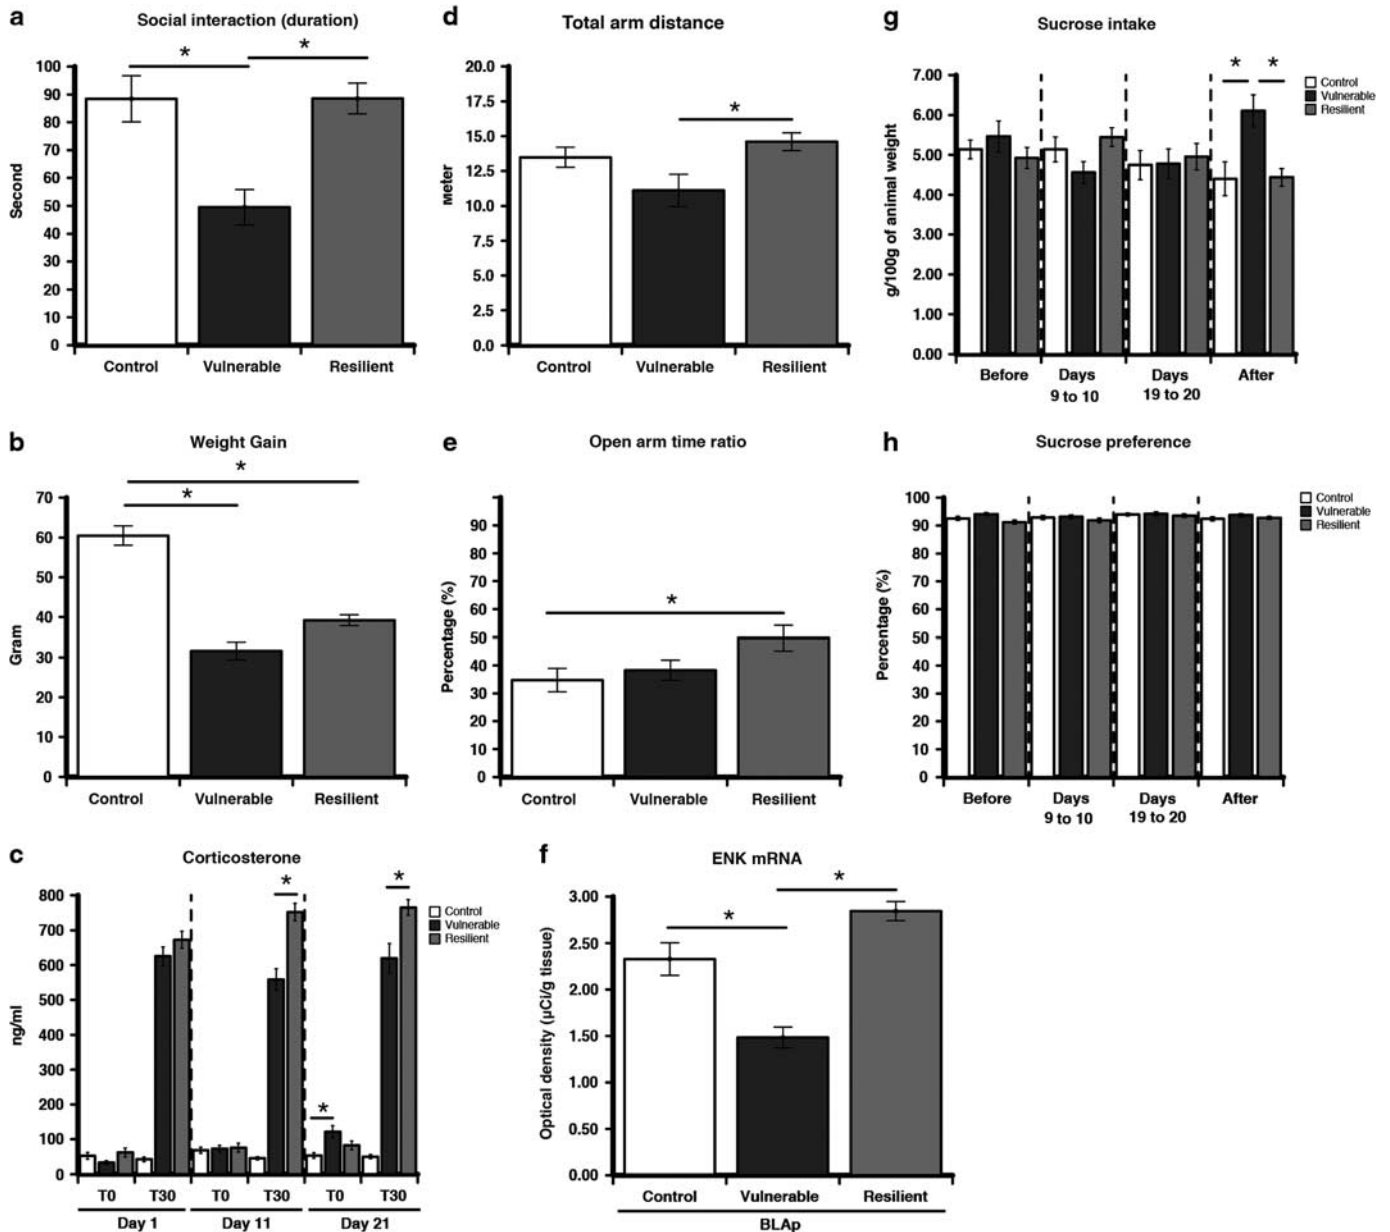 a
Social interaction (duration)
*
*
100
90
80
70
60
50
40
30
20
10
0
Second
Control
Vulnerable
Resilient
b
Weight Gain
*
*
70
60
50
40
30
20
10
0
Gram
Control
Vulnerable
Resilient
c
Corticosterone
*
*
*
Control
Vulnerable
Resilient
800
700
600
500
400
300
200
100
0
ng/ml
T0
T30
T0
T30
T0
T30
Day 1
Day 11
Day 21
d
Total arm distance
*
20.0
17.5
15.0
12.5
10.0
7.5
5.0
2.5
0.0
Meter
Control
Vulnerable
Resilient
e
Open arm time ratio
*
90
80
70
60
50
40
30
20
10
0
Percentage (%)
Control
Vulnerable
Resilient
f
ENK mRNA
*
*
3.00
2.50
2.00
1.50
1.00
0.50
0.00
Optical density (µCi/g tissue)
Control
Vulnerable
Resilient
BLAp
g
Sucrose intake
*
*
Control
Vulnerable
Resilient
7.00
6.00
5.00
4.00
3.00
2.00
1.00
0.00
g/100g of animal weight
Before
Days
9 to 10
Days
19 to 20
After
h
Sucrose preference
Control
Vulnerable
Resilient
100
90
80
70
60
50
40
30
20
10
0
Percentage (%)
Before
Days
9 to 10
Days
19 to 20
After